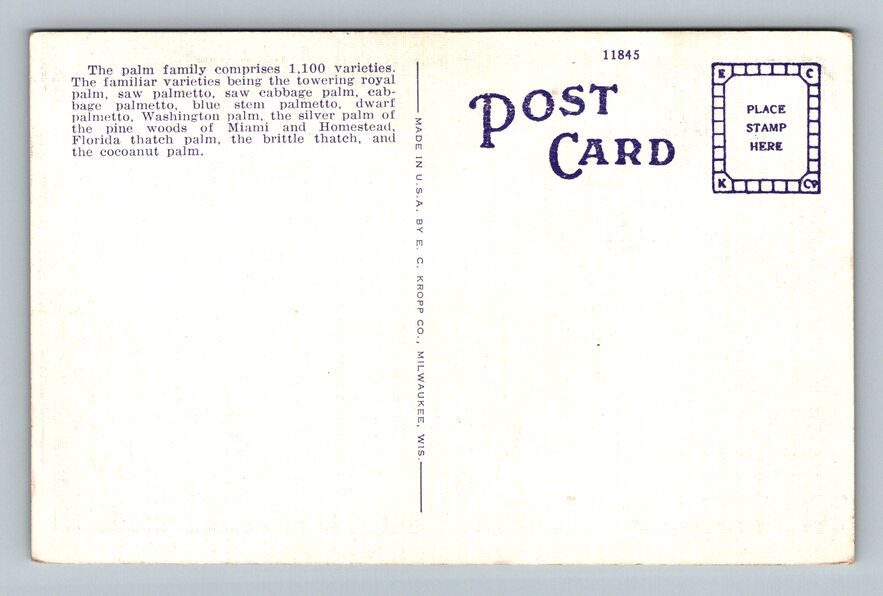 The palm family comprises 1,100 varieties.
The familiar varieties being the towering royal
palm, saw palmetto, saw cabbage palm, cab-
bage palmetto, blue stem palmetto, dwarf
palmetto, Washington palm, the silver palm of
the pine woods of Miami and Homestead,
Florida thatch palm, the brittle thatch, and
the cocoanut palm.
MADE IN U.S.A. BY E. C. KROPP CO., MILWAUKEE, WIS.
11845
POST
CARD
E C
PLACE
STAMP
HERE
K Co